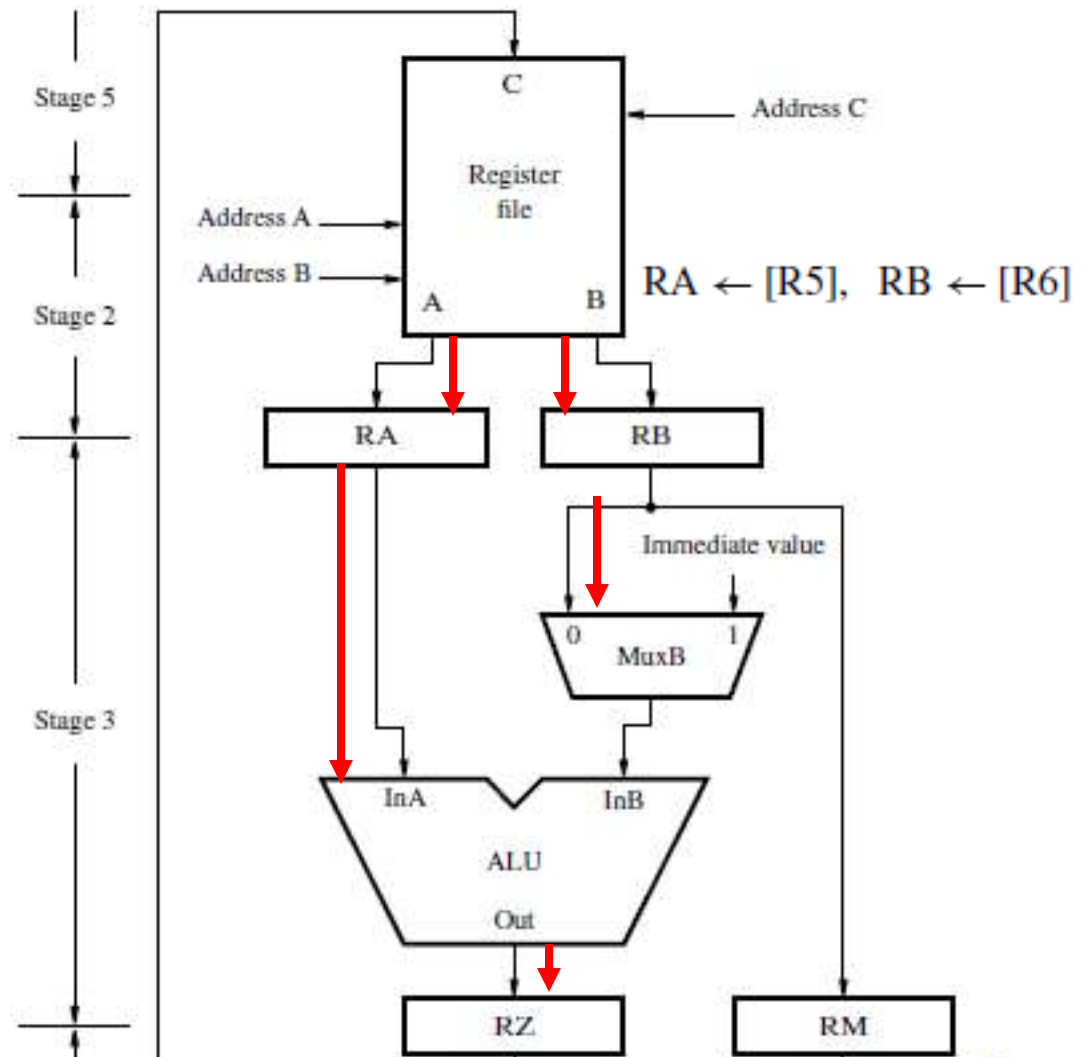 C
Stage 5
Address C
Register
file
Address A
Address B
RA ← [R5], RB ← [R6]
A
B
Stage 2
RA
RB
Immediate value
0
1
MuxB
Stage 3
InA
InB
ALU
Out
RZ
RM